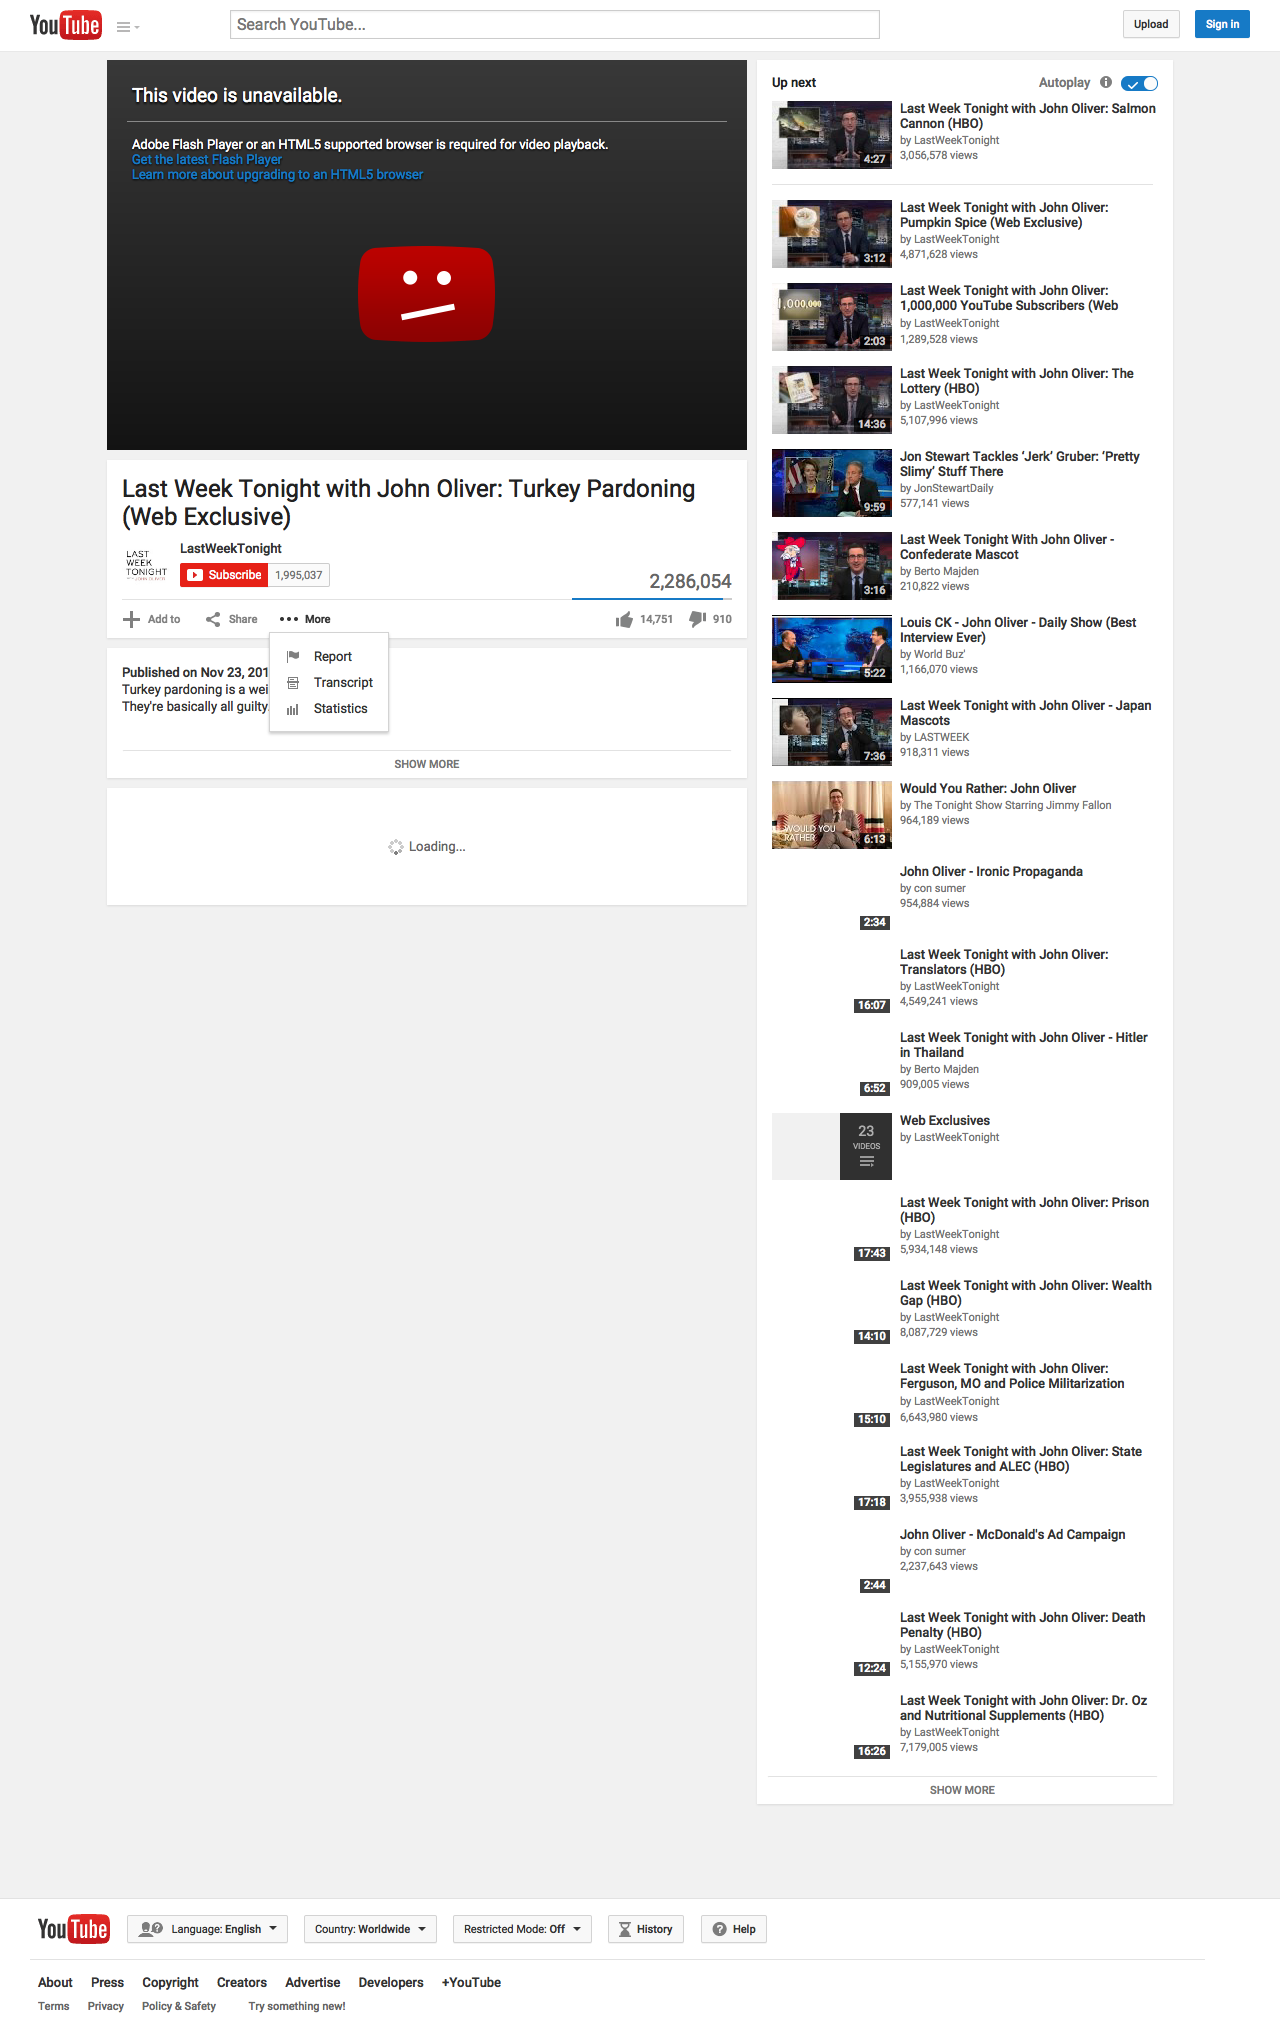 YouTube
Search YouTube...
Upload
Sign in
This video is unavailable.
Adobe Flash Player or an HTML5 supported browser is required for video playback.
Get the latest Flash Player
Learn more about upgrading to an HTML5 browser
Last Week Tonight with John Oliver: Turkey Pardoning
(Web Exclusive)
LAST
WEEK
TONIGHT
LastWeekTonight
Subscribe 1,995,037
2,286,054
Add to
Share
More
14,751
910
Report
Transcript
Statistics
Published on Nov 23, 201
Turkey pardoning is a wei
They're basically all guilty.
SHOW MORE
Loading...
Up next
Autoplay
4:27
Last Week Tonight with John Oliver: Salmon
Cannon (HBO)
by LastWeekTonight
3,056,578 views
3:12
Last Week Tonight with John Oliver:
Pumpkin Spice (Web Exclusive)
by LastWeekTonight
4,871,628 views
1,000,000
2:03
Last Week Tonight with John Oliver:
1,000,000 YouTube Subscribers (Web
by LastWeekTonight
1,289,528 views
14:36
Last Week Tonight with John Oliver: The
Lottery (HBO)
by LastWeekTonight
5,107,996 views
9:59
Jon Stewart Tackles ‘Jerk’ Gruber: ‘Pretty
Slimy’ Stuff There
by JonStewartDaily
577,141 views
3:16
Last Week Tonight With John Oliver -
Confederate Mascot
by Berto Majden
210,822 views
5:22
Louis CK - John Oliver - Daily Show (Best
Interview Ever)
by World Buz'
1,166,070 views
7:36
Last Week Tonight with John Oliver - Japan
Mascots
by LASTWEEK
918,311 views
WOULD YOU
RATHER
6:13
Would You Rather: John Oliver
by The Tonight Show Starring Jimmy Fallon
964,189 views
2:34
John Oliver - Ironic Propaganda
by con sumer
954,884 views
16:07
Last Week Tonight with John Oliver:
Translators (HBO)
by LastWeekTonight
4,549,241 views
6:52
Last Week Tonight with John Oliver - Hitler
in Thailand
by Berto Majden
909,005 views
23
VIDEOS
Web Exclusives
by LastWeekTonight
17:43
Last Week Tonight with John Oliver: Prison
(HBO)
by LastWeekTonight
5,934,148 views
14:10
Last Week Tonight with John Oliver: Wealth
Gap (HBO)
by LastWeekTonight
8,087,729 views
15:10
Last Week Tonight with John Oliver:
Ferguson, MO and Police Militarization
by LastWeekTonight
6,643,980 views
17:18
Last Week Tonight with John Oliver: State
Legislatures and ALEC (HBO)
by LastWeekTonight
3,955,938 views
2:44
John Oliver - McDonald's Ad Campaign
by con sumer
2,237,643 views
12:24
Last Week Tonight with John Oliver: Death
Penalty (HBO)
by LastWeekTonight
5,155,970 views
16:26
Last Week Tonight with John Oliver: Dr. Oz
and Nutritional Supplements (HBO)
by LastWeekTonight
7,179,005 views
SHOW MORE
YouTube
Language: English
Country: Worldwide
Restricted Mode: Off
History
Help
About Press Copyright Creators Advertise Developers +YouTube
Terms Privacy Policy & Safety Try something new!